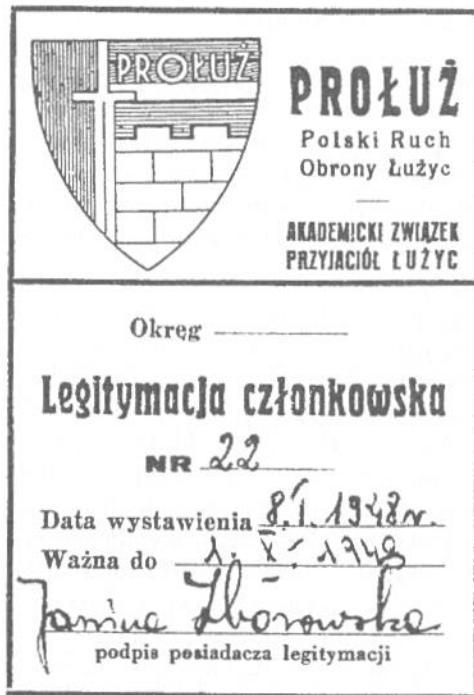 PROŁUŻ
PROŁUŻ
Polski Ruch
Obrony Łużyc
AKADEMICKI ZWIĄZEK
PRZYJACIÓŁ ŁUŻYC
Okręg
Legitymacja członkowska
NR 22
Data wystawienia 8.I.1948r.
Ważna do 1. X. 1948
Janina Zborowska
podpis posiadacza legitymacji